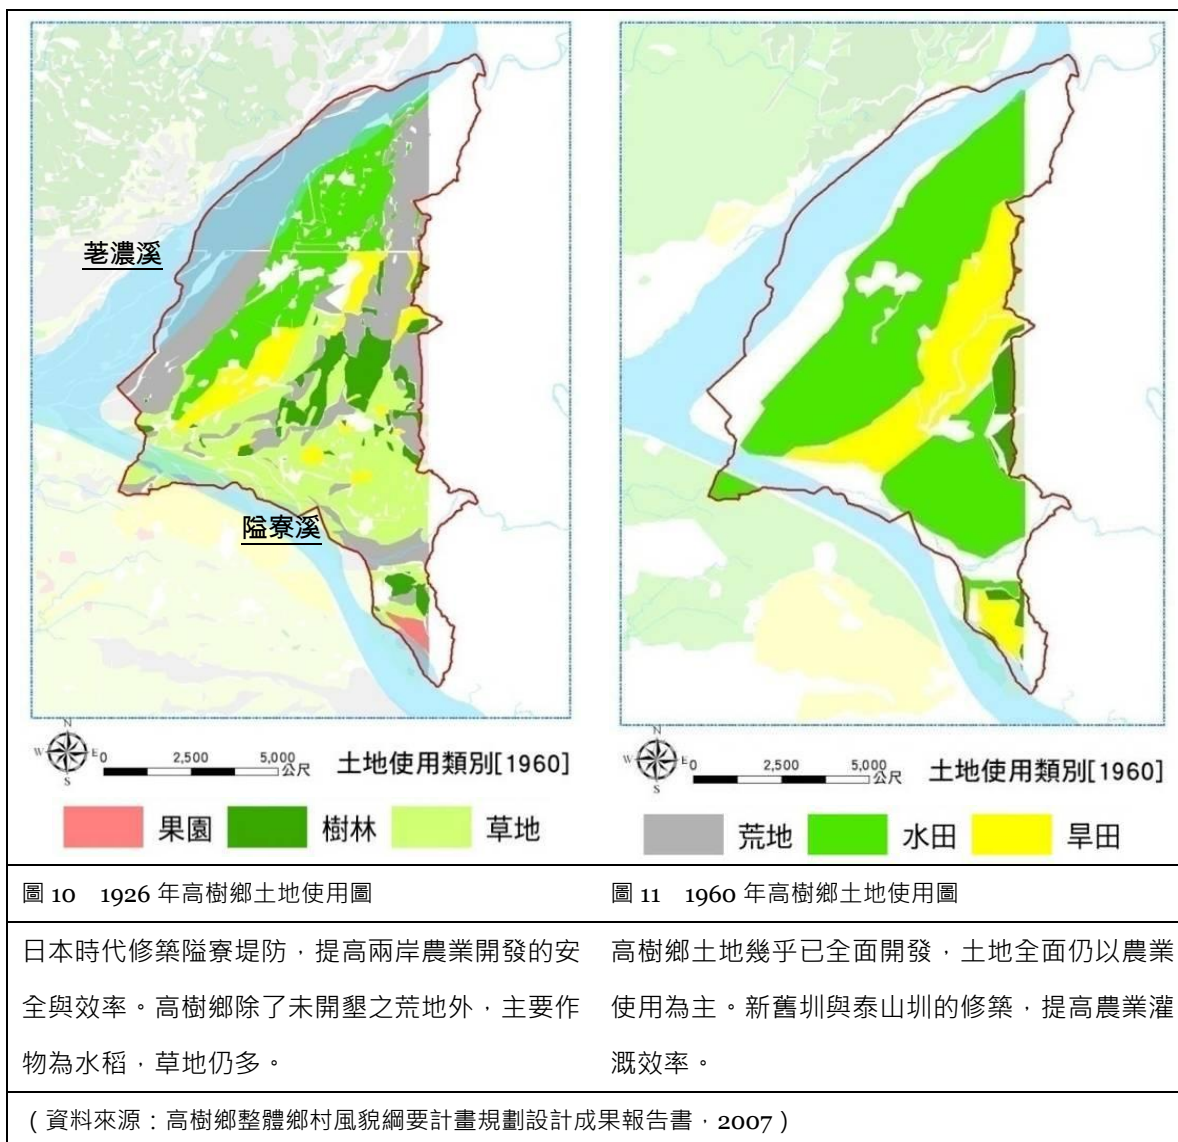 荖濃溪
隘寮溪
N
W
E
S
0 2,500 5,000
公尺
土地使用類別[1960]
果園 樹林 草地
N
W
E
S
0 2,500 5,000
公尺
土地使用類別[1960]
荒地 水田 旱田
圖 10 1926 年高樹鄉土地使用圖
圖 11 1960 年高樹鄉土地使用圖
日本時代修築隘寮堤防，提高兩岸農業開發的安
全與效率。高樹鄉除了未開墾之荒地外，主要作
物為水稻，草地仍多。
高樹鄉土地幾乎已全面開發，土地全面仍以農業
使用為主。新舊圳與泰山圳的修築，提高農業灌
溉效率。
（資料來源：高樹鄉整體鄉村風貌綱要計畫規劃設計成果報告書，2007）